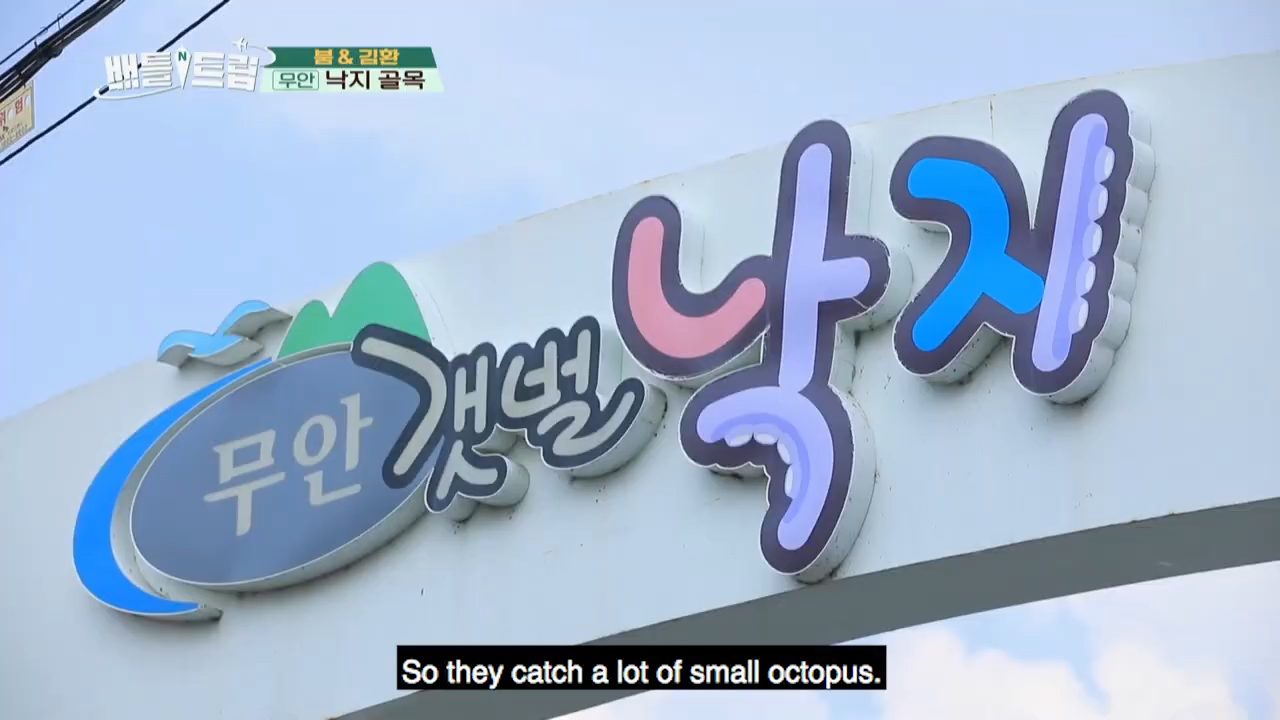 배틀트립
붐 & 김환
무안 낙지 골목
무안 갯벌 낙지
So they catch a lot of small octopus.